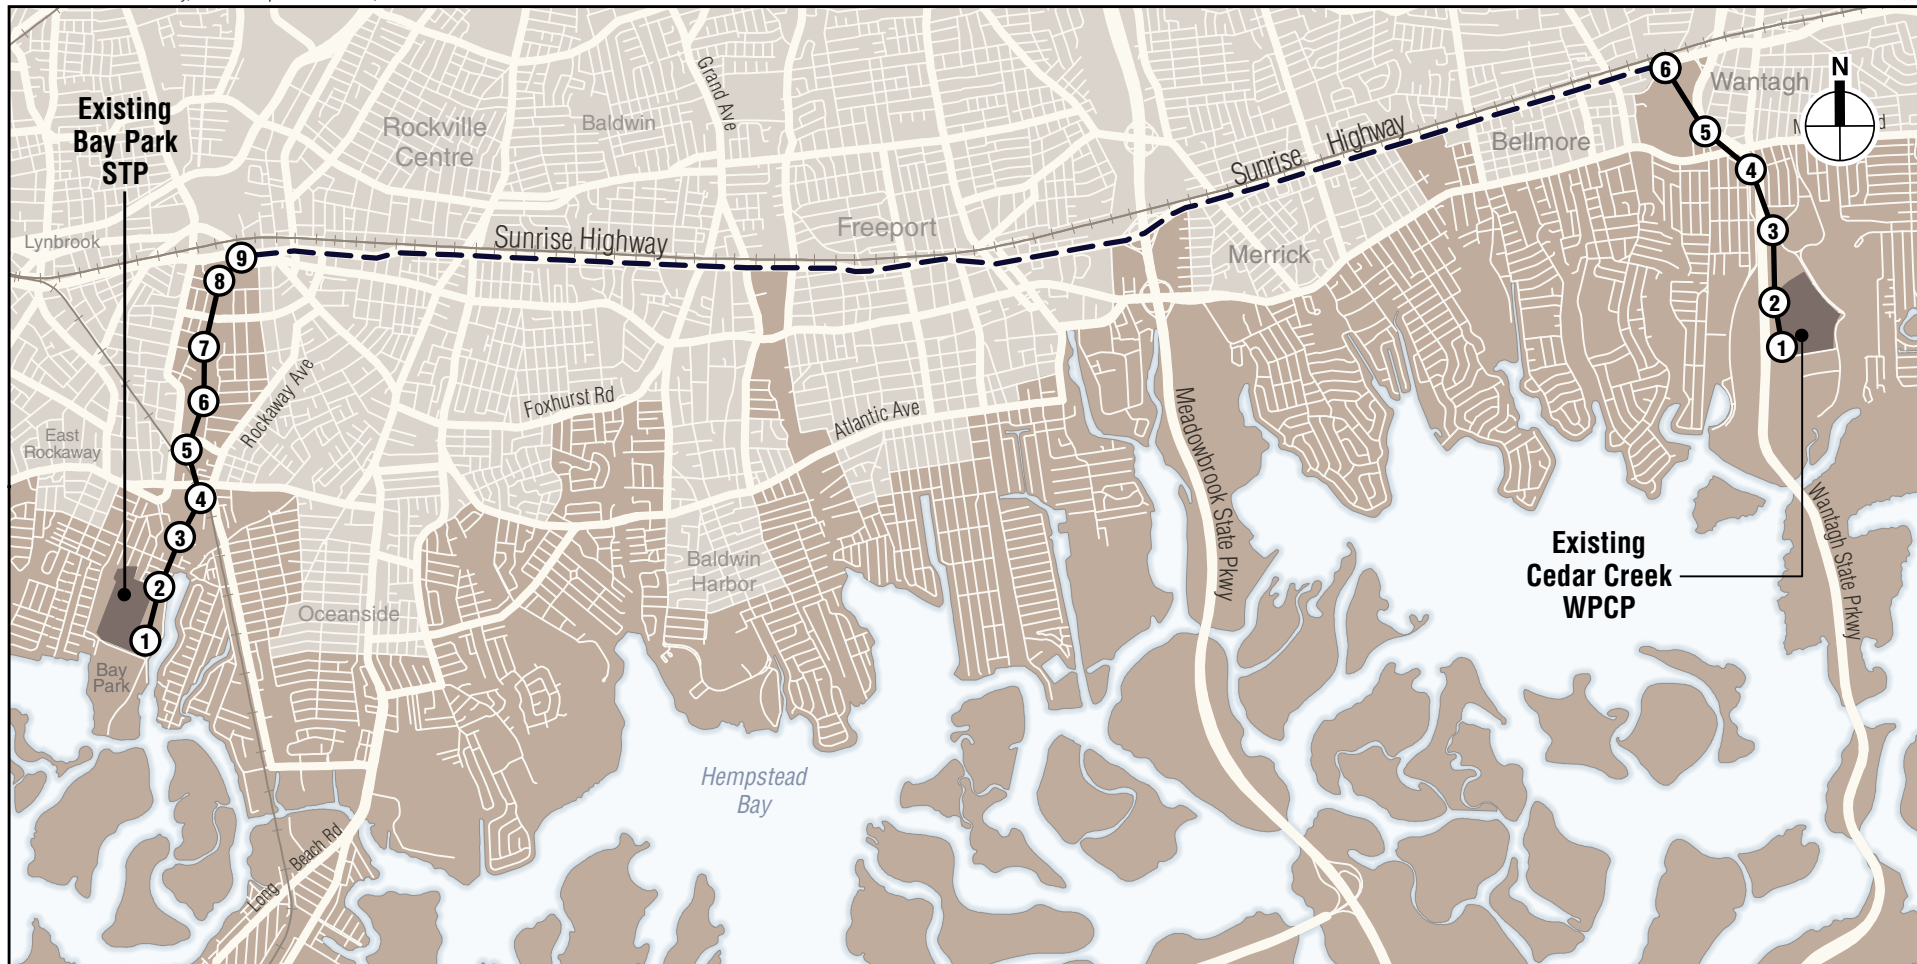 Existing
Bay Park
STP
Rockville
Centre
Baldwin
Grand Ave
Wantagh
N
Bellmore
Sunrise Highway
Lynbrook
Sunrise Highway
Freeport
Merrick
9
8
7
6
5
4
3
2
1
6
5
4
3
2
1
East
Rockaway
Rockaway Ave
Foxhurst Rd
Atlantic Ave
Meadowbrook State Pkwy
Wantagh State Prkwy
Existing
Cedar Creek
WPCP
Baldwin
Harbor
Oceanside
Bay
Park
Hempstead
Bay
Long Beach Rd